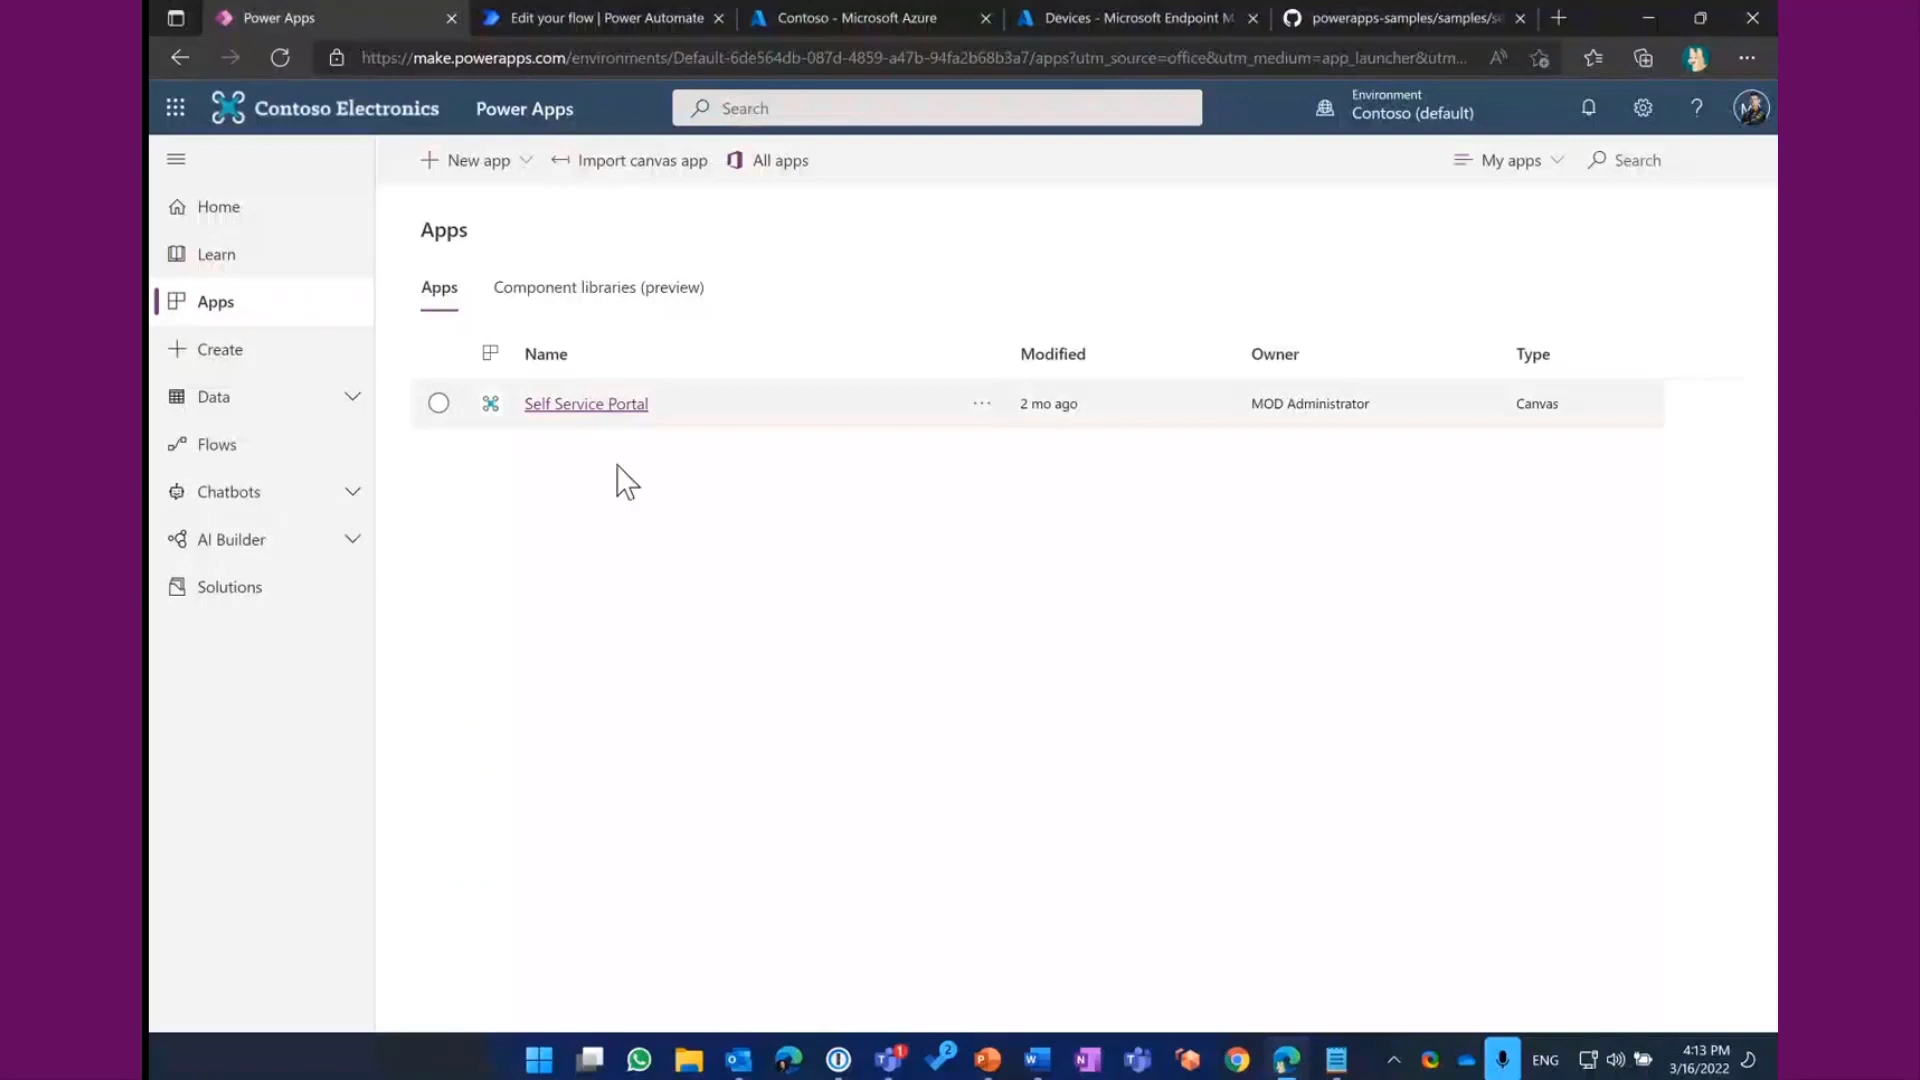 Power Apps
Edit your flow | Power Automate
Contoso - Microsoft Azure
Devices - Microsoft Endpoint M
powerapps-samples/samples/s
https://make.powerapps.com/environments/Default-6de564db-087d-4859-a47b-94fa2b68b3a7/apps?utm_source=office&utm_medium=app_launcher&utm...
Contoso Electronics
Power Apps
Search
Environment
Contoso (default)
New app
Import canvas app
All apps
My apps
Search
Home
Learn
Apps
Create
Data
Flows
Chatbots
AI Builder
Solutions
Apps
Apps
Component libraries (preview)
Name
Modified
Owner
Type
Self Service Portal
2 mo ago
MOD Administrator
Canvas
ENG
4:13 PM
3/16/2022